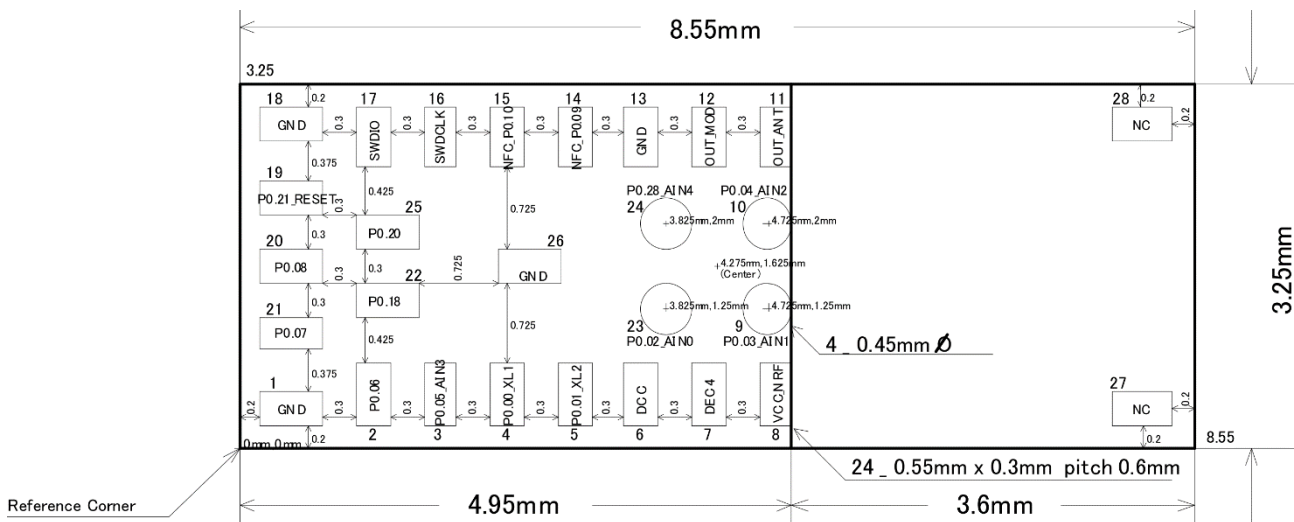 8.55mm
3.25
18 17 16 15 14 13 12 11 28
0.2 0.2
GND SWDIO SWDCLK NFC_P0.10 NFC_P0.09 GND OUT_MOD OUT_ANT NC
0.3 0.3 0.3 0.3 0.3 0.3 0.3 0.2
0.375
19
P0.21_RESET 0.425 P0.28_AIN4 P0.04_AIN2
0.3 25 0.725 24 10
3.825mm,2mm 4.725mm,2mm
0.3 P0.20
20 26
P0.08 0.3 0.3 0.725 GND 4.275mm,1.625mm
22 (Center)
0.3 P0.18
21 3.825mm,1.25mm 4.725mm,1.25mm
P0.07 0.425 0.725 23 9
P0.02_AIN0 P0.03_AIN1
4_0.45mm Ø
3.25mm
0.375
1 27
0.2 GND P0.06 P0.05_AIN3 P0.00_XL1 P0.01_XL2 DCC DEC4 VCC_NRF NC 0.2
0.3 0.3 0.3 0.3 0.3 0.3 0.3
0.2 0.2
0mm,0mm 2 3 4 5 6 7 8 8.55
24_0.55mm x 0.3mm pitch 0.6mm
Reference Corner
4.95mm 3.6mm